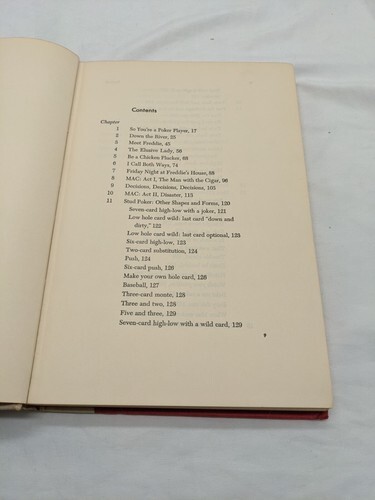 Contents
Chapter
1 So You're a Poker Player, 17
2 Down the River, 25
3 Meet Freddie, 45
4 The Elusive Lady, 56
5 Be a Chicken Plucker, 66
6 I Call Both Ways, 74
7 Friday Night at Freddie's House, 88
8 MAC: Act I, The Man with the Cigar, 96
9 Decisions, Decisions, Decisions, 103
10 MAC: Act II, Disaster, 113
11 Stud Poker: Other Shapes and Forms, 120
Seven-card high-low with a joker, 121
Low hole card wild: last card "down and
dirty," 122
Low hole card wild: last card optional, 123
Six-card high-low, 123
Two-card substitution, 124
Push, 124
Six-card push, 126
Make your own hole card, 126
Baseball, 127
Three-card monte, 128
Three and two, 128
Five and three, 129
Seven-card high-low with a wild card, 129
9